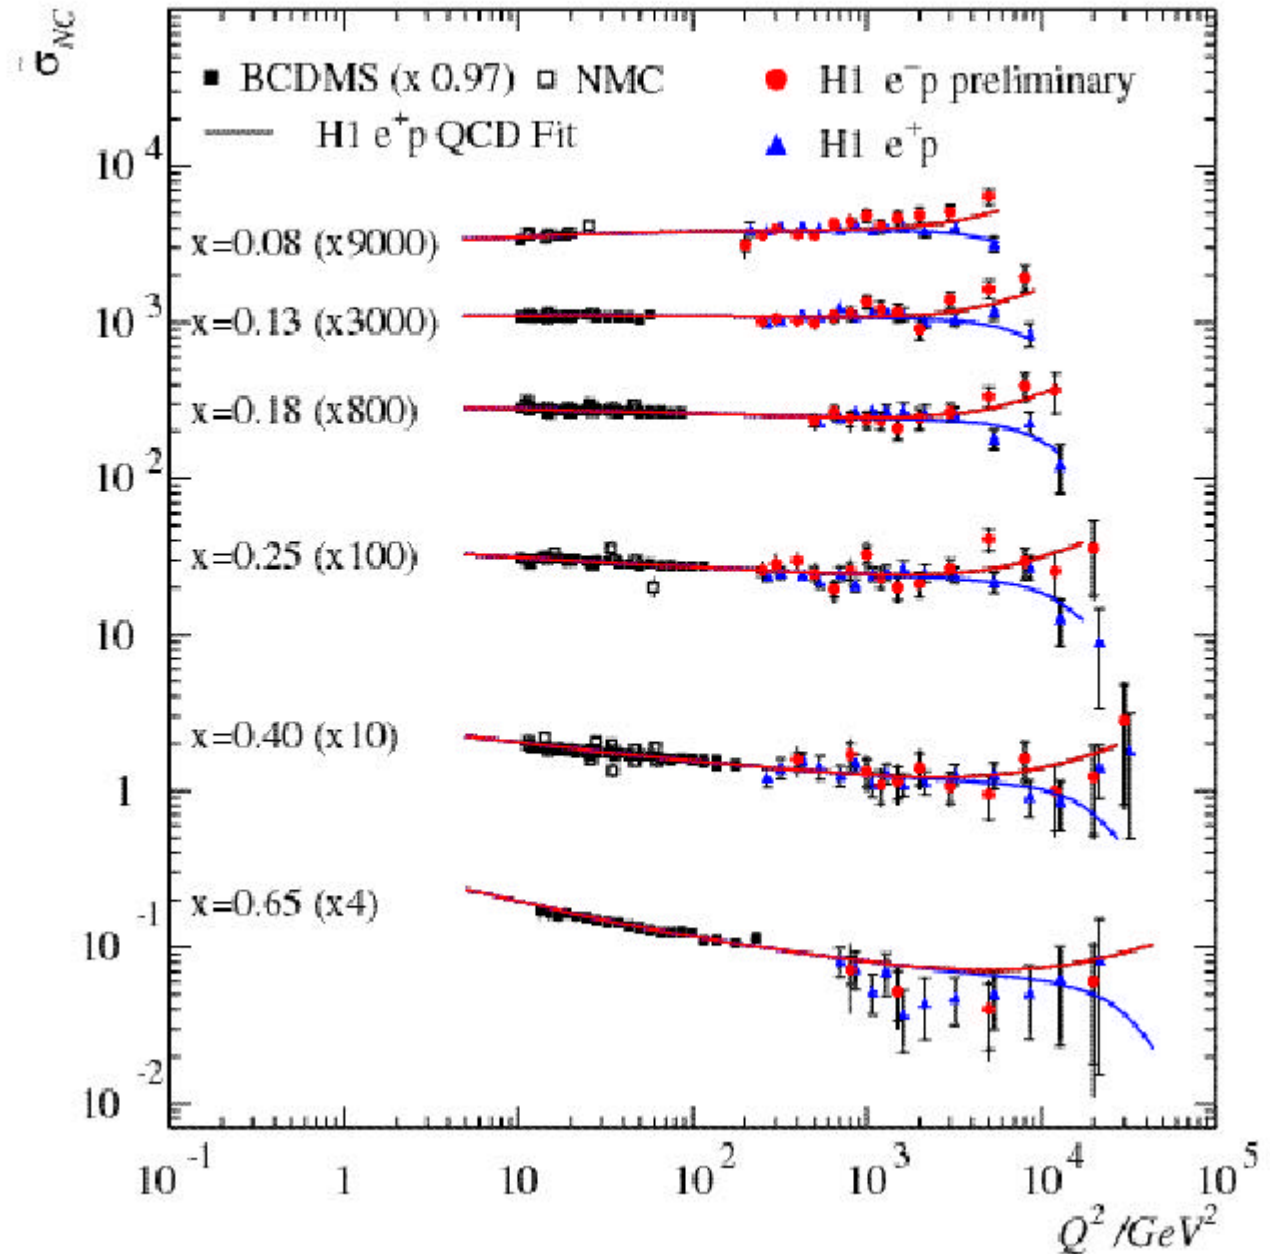 σ̃_NC
BCDMS (x 0.97) NMC H1 e⁻p preliminary
H1 e⁺p QCD Fit H1 e⁺p
10⁴
x=0.08 (x9000)
10³
x=0.13 (x3000)
x=0.18 (x800)
10²
x=0.25 (x100)
10
x=0.40 (x10)
1
x=0.65 (x4)
10⁻¹
10⁻²
10⁻¹ 1 10 10² 10³ 10⁴ 10⁵
Q² /GeV²